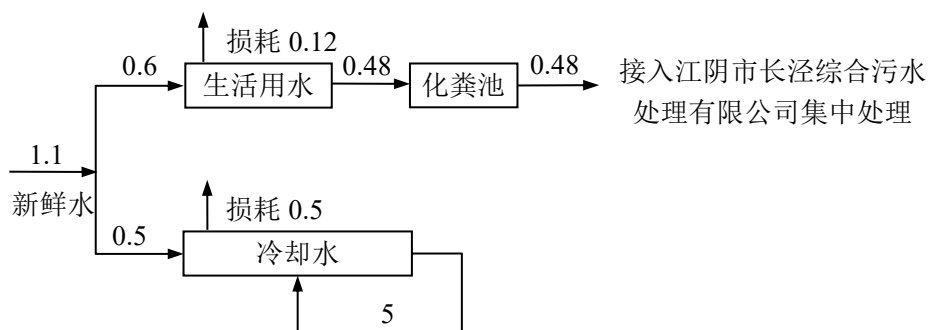 损耗 0.12
0.6
生活用水
0.48
化粪池
0.48
接入江阴市长泾综合污水
处理有限公司集中处理
1.1
新鲜水
损耗 0.5
0.5
冷却水
5